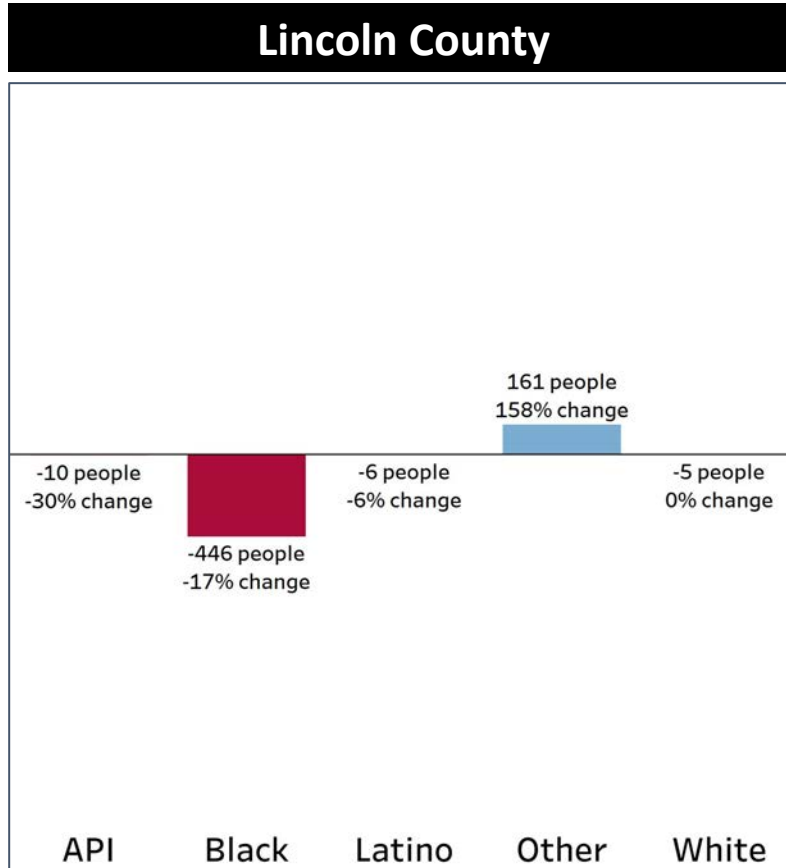 Lincoln County
161 people
158% change
-10 people
-30% change
-446 people
-17% change
-6 people
-6% change
-5 people
0% change
API
Black
Latino
Other
White